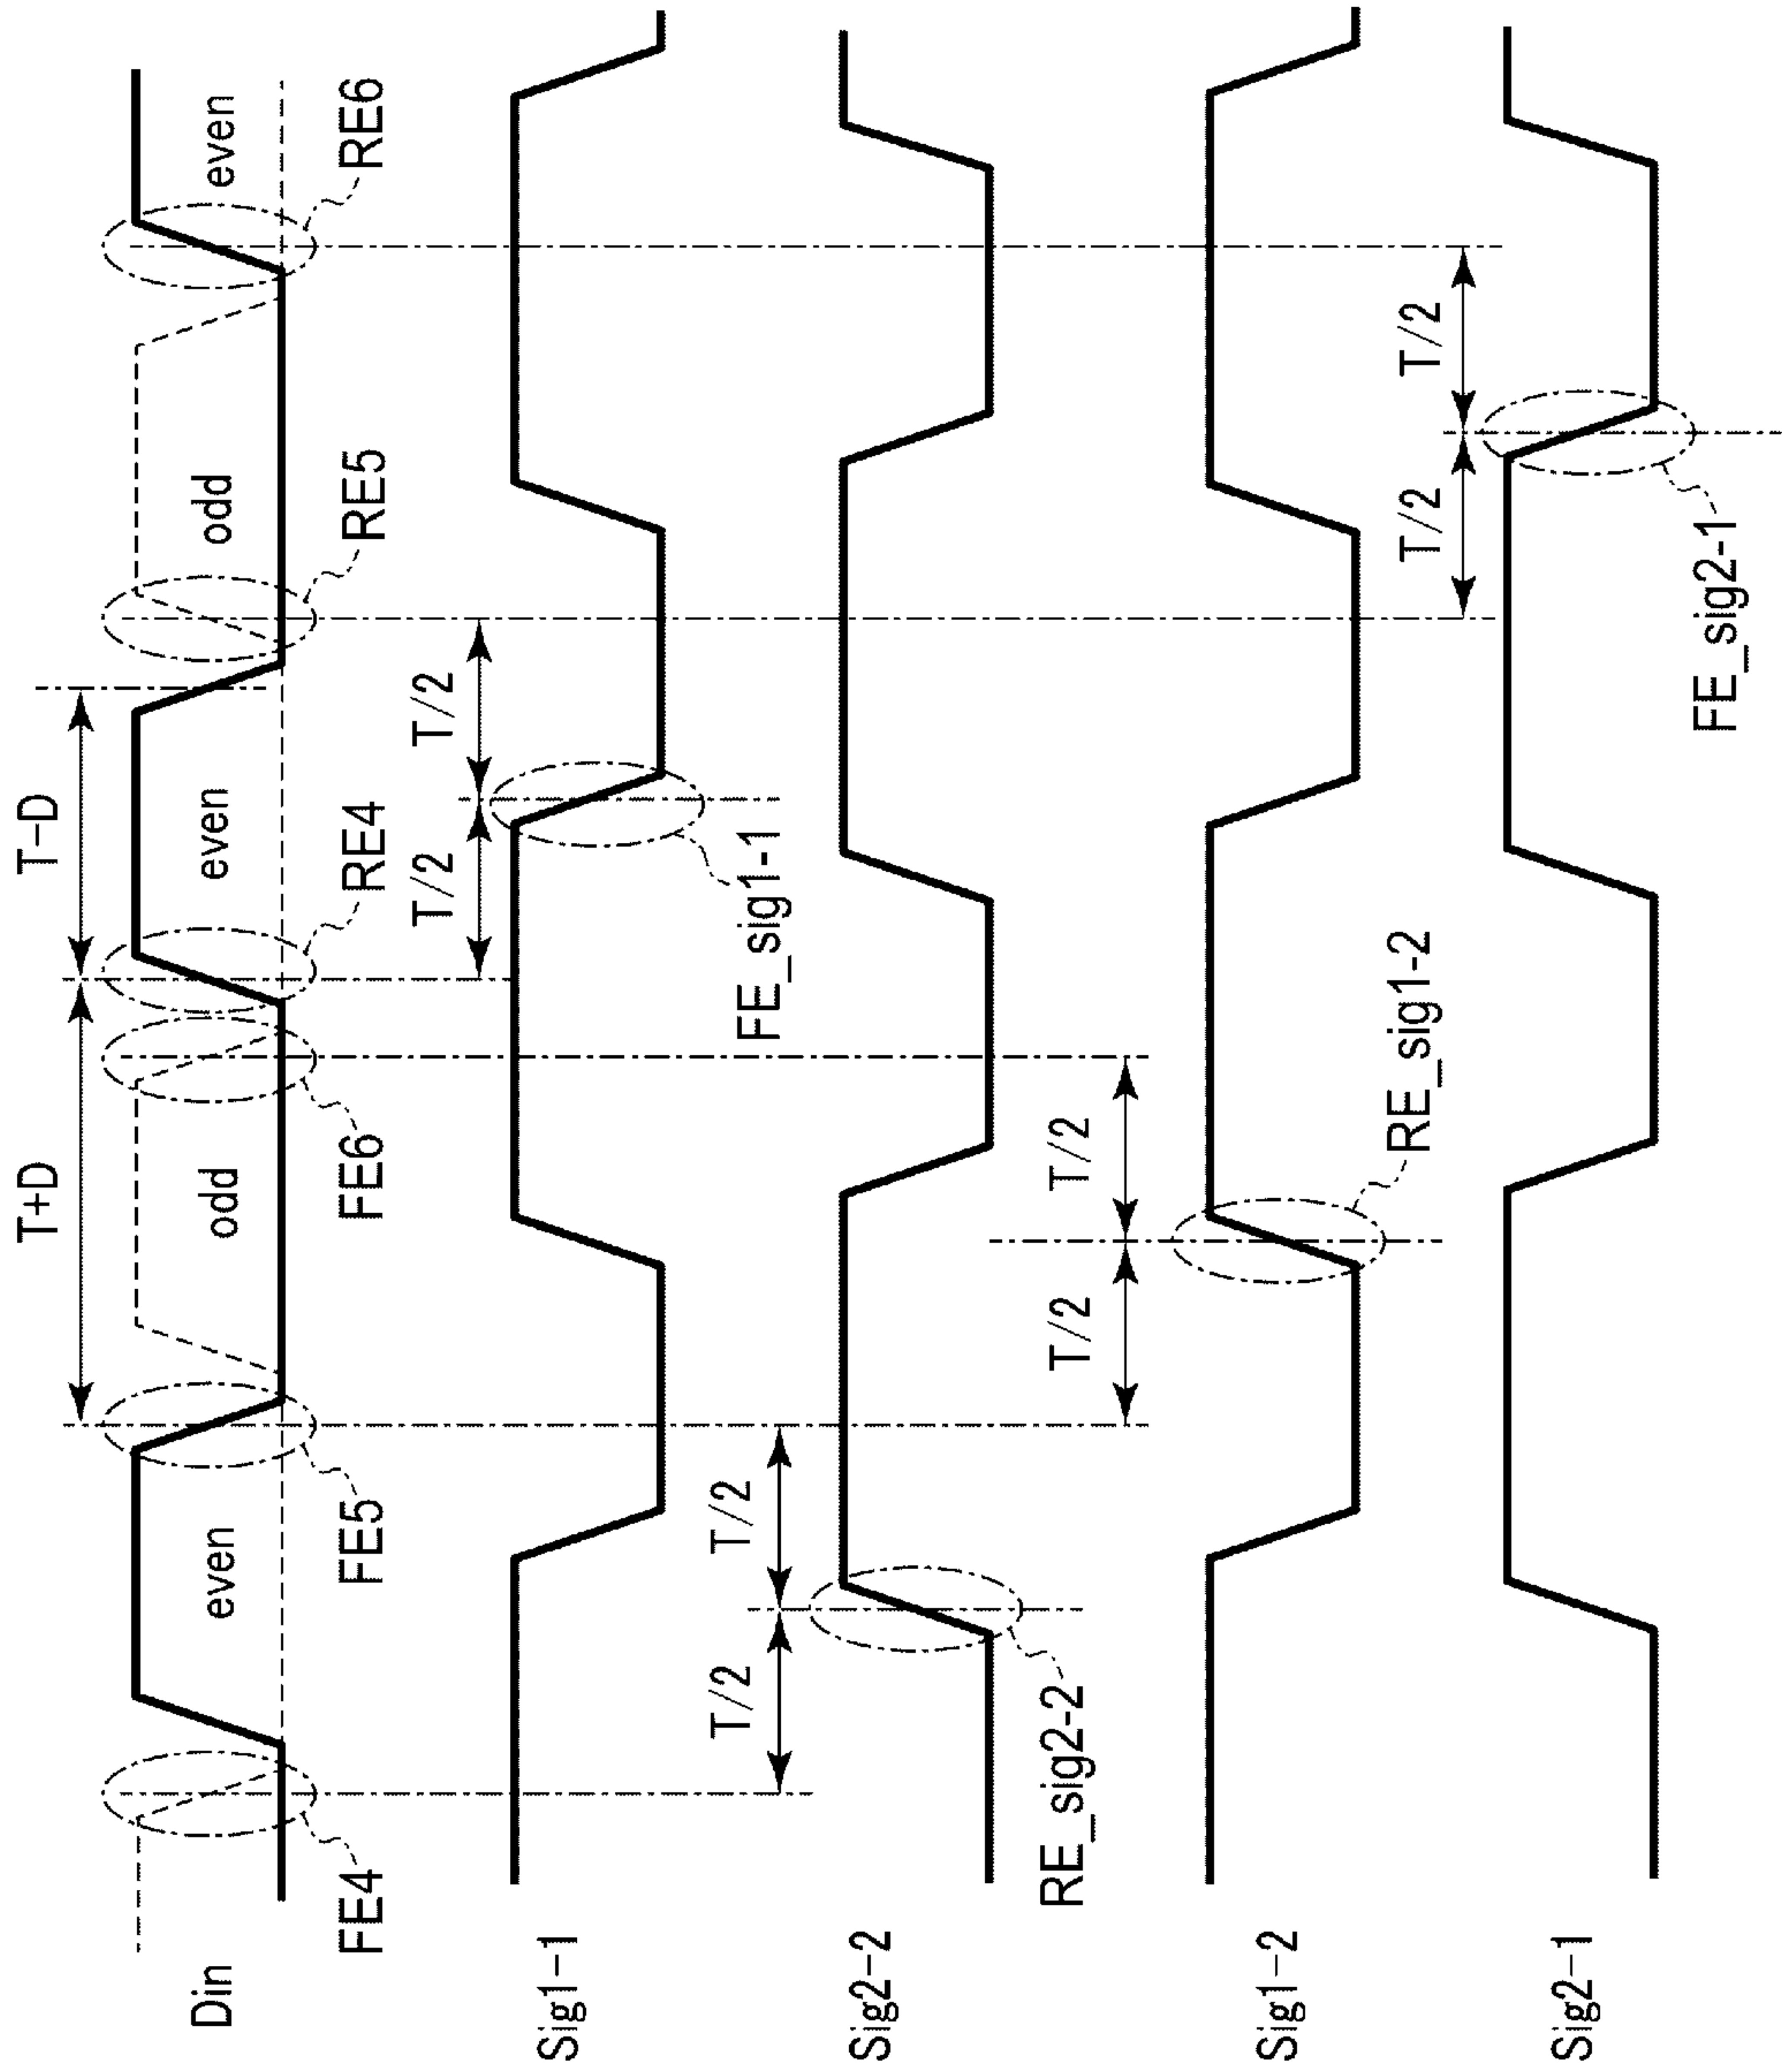 T+D
T−D
Din
even
odd
even
odd
even
FE4
FE5
FE6
RE4
RE5
RE6
Sig1−1
T/2
T/2
FE_sig1-1
Sig2−2
T/2
T/2
RE_sig2-2
Sig1−2
T/2
T/2
RE_sig1-2
Sig2−1
T/2
T/2
FE_sig2-1